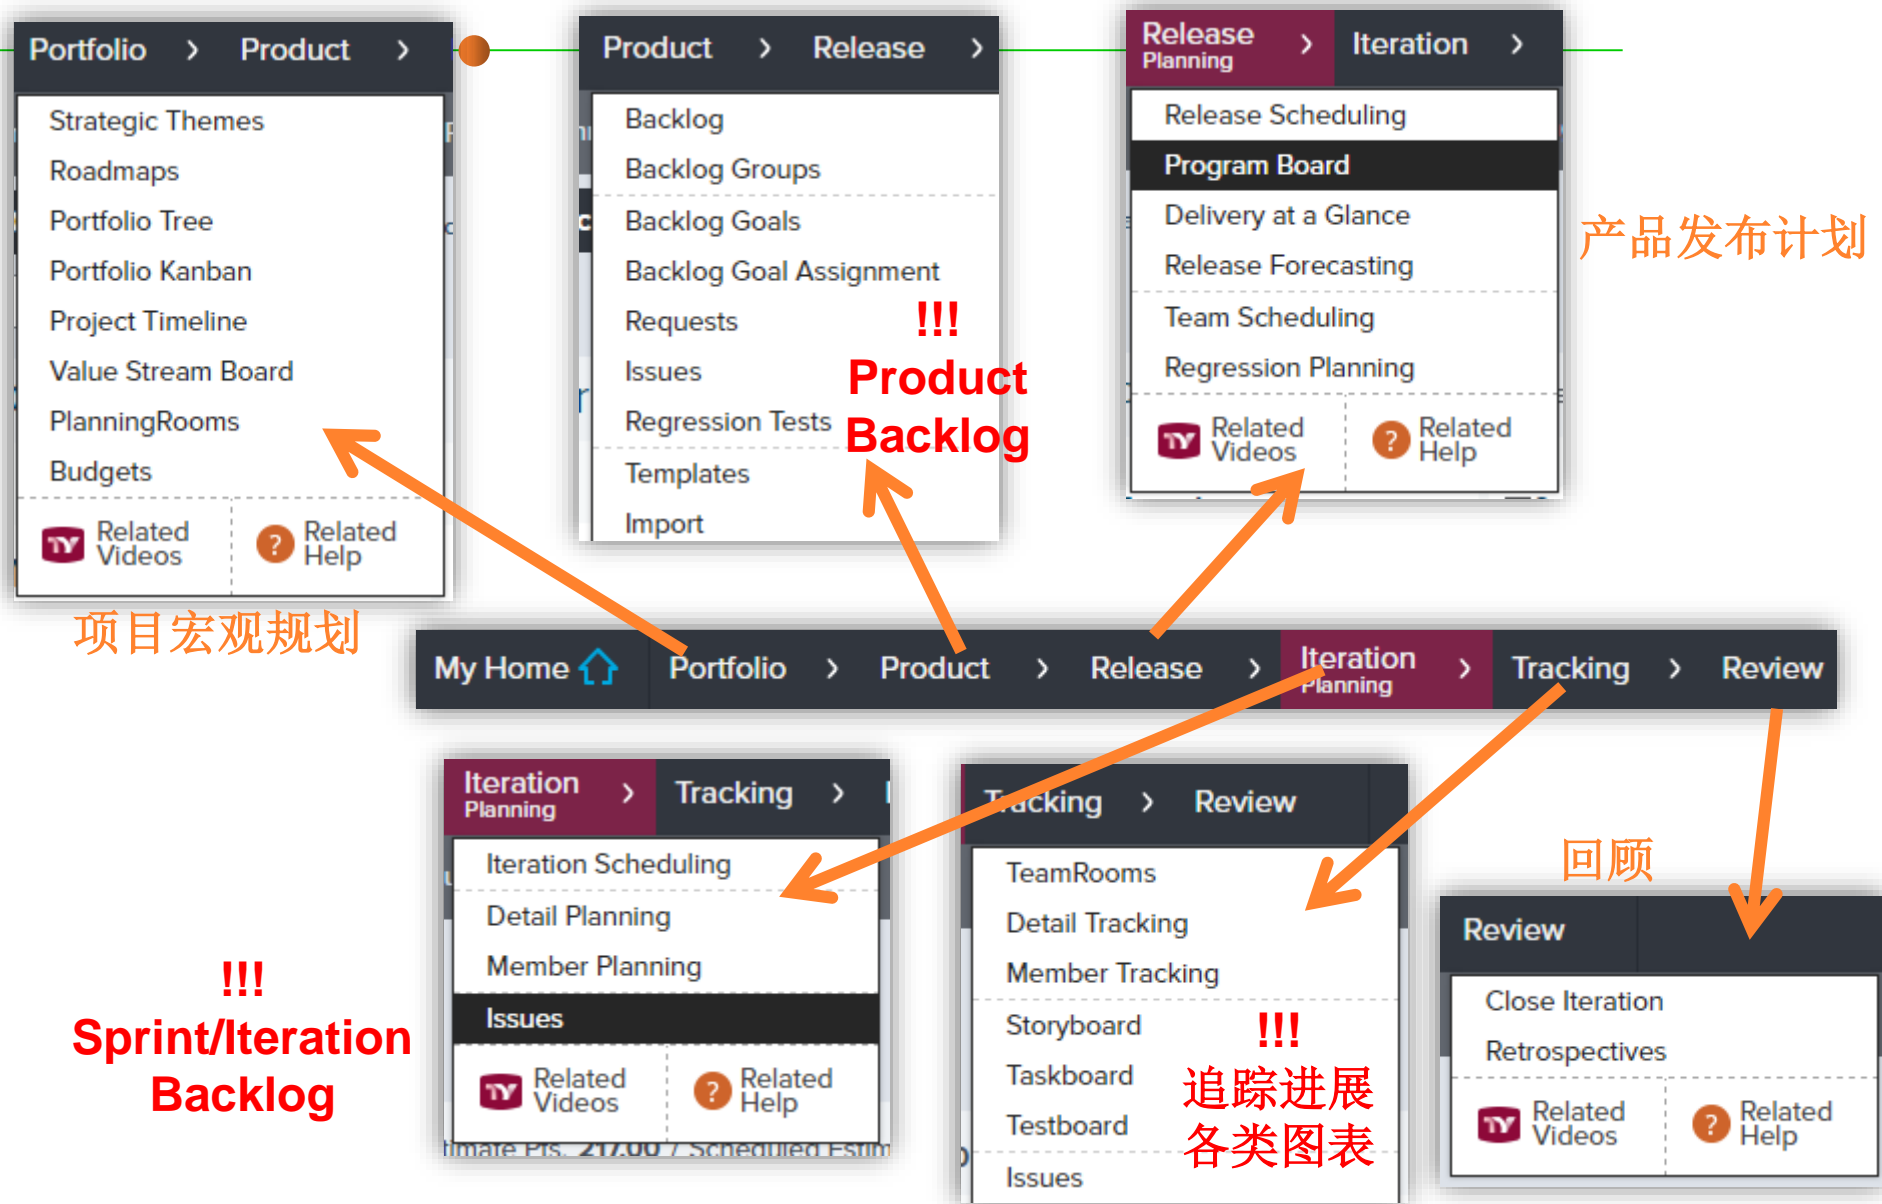 Portfolio > Product >
Strategic Themes
Roadmaps
Portfolio Tree
Portfolio Kanban
Project Timeline
Value Stream Board
PlanningRooms
Budgets
Related
Videos
Related
Help
项目宏观规划
Product > Release >
Backlog
Backlog Groups
Backlog Goals
Backlog Goal Assignment
Requests
Issues
Regression Tests
Templates
Import
!!!
Product
Backlog
Release
Planning
> Iteration >
Release Scheduling
Program Board
Delivery at a Glance
Release Forecasting
Team Scheduling
Regression Planning
Related
Videos
Related
Help
产品发布计划
My Home Portfolio > Product > Release > Iteration
Planning
> Tracking > Review
!!!
Sprint/Iteration
Backlog
Iteration
Planning
> Tracking >
Iteration Scheduling
Detail Planning
Member Planning
Issues
Related
Videos
Related
Help
timate Pts. 217.00 / Scheduled Estim
Tracking > Review
TeamRooms
Detail Tracking
Member Tracking
Storyboard
Taskboard
Testboard
Issues
!!!
追踪进展
各类图表
回顾
Review
Close Iteration
Retrospectives
Related
Videos
Related
Help